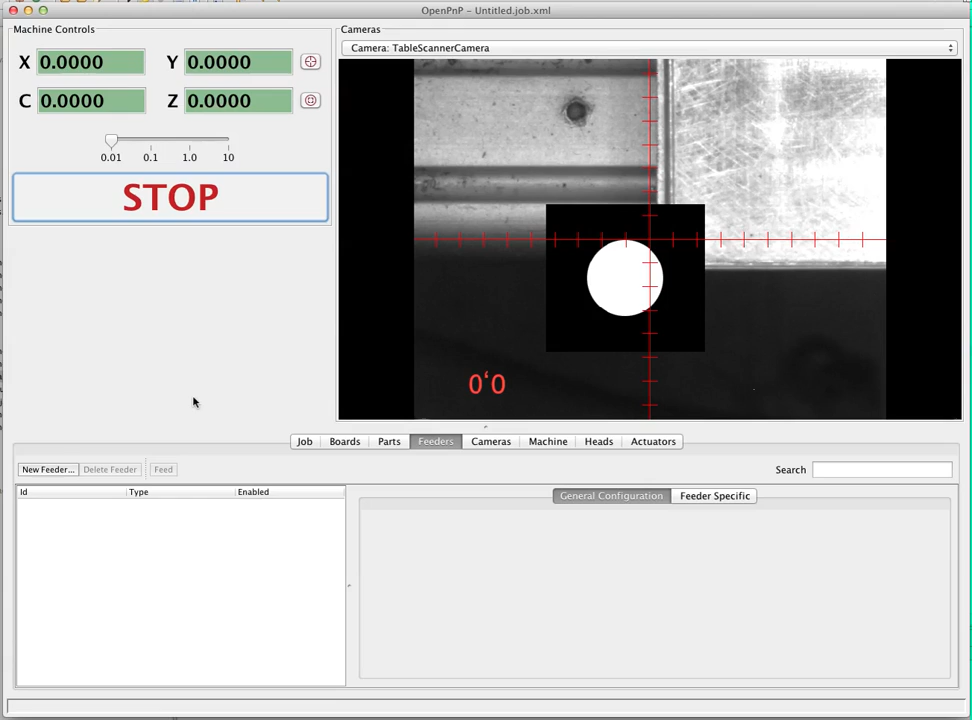 OpenPnP - Untitled.job.xml
Machine Controls
X 0.0000 Y 0.0000
C 0.0000 Z 0.0000
0.01 0.1 1.0 10
STOP
Cameras
Camera: TableScannerCamera
0,0
Job Boards Parts Feeders Cameras Machine Heads Actuators
New Feeder... Delete Feeder Feed
Search
Id Type Enabled
General Configuration Feeder Specific